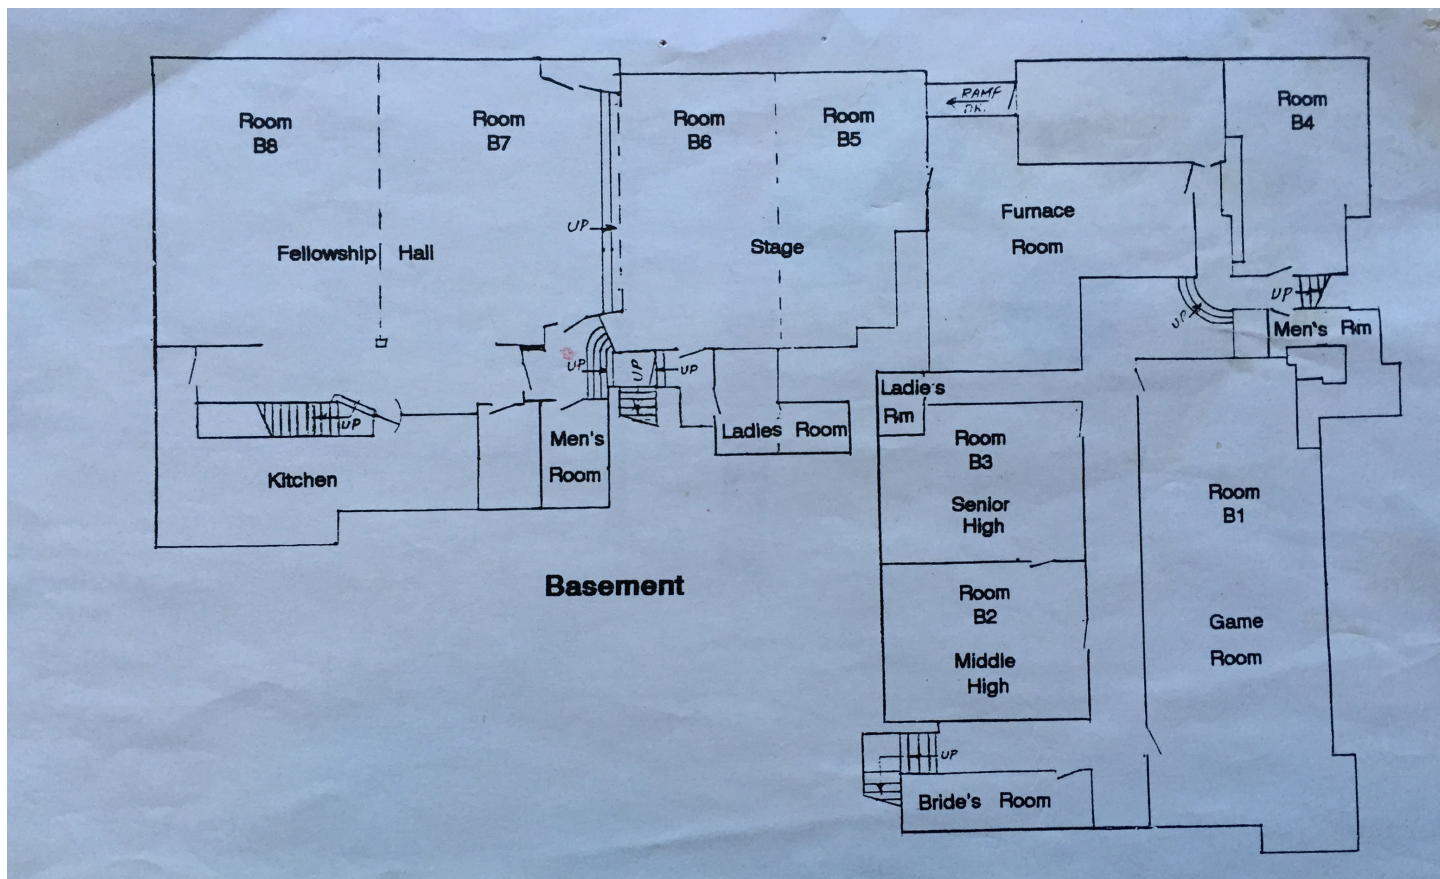 Room
B8
Room
B7
Room
B6
Room
B5
RAMP
DN.
Room
B4
Fellowship Hall
UP
Stage
Furnace
Room
UP
UP
Men's Rm
UP
UP
UP
UP
Ladie's
Rm
Kitchen
Men's
Room
Ladies Room
Room
B3
Senior
High
Room
B1
Basement
Room
B2
Middle
High
Game
Room
UP
Bride's Room